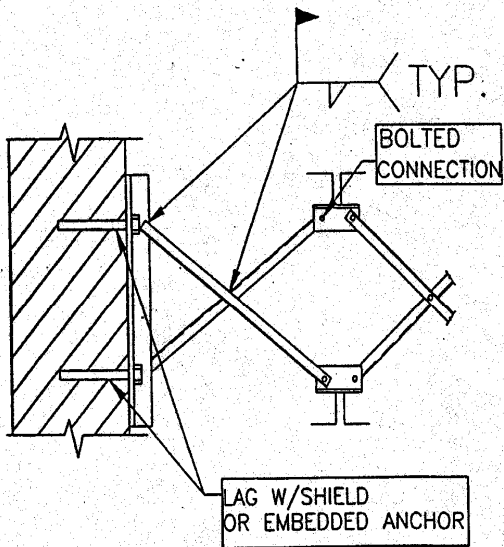 TYP.
BOLTED
CONNECTION
LAG W/SHIELD
OR EMBEDDED ANCHOR